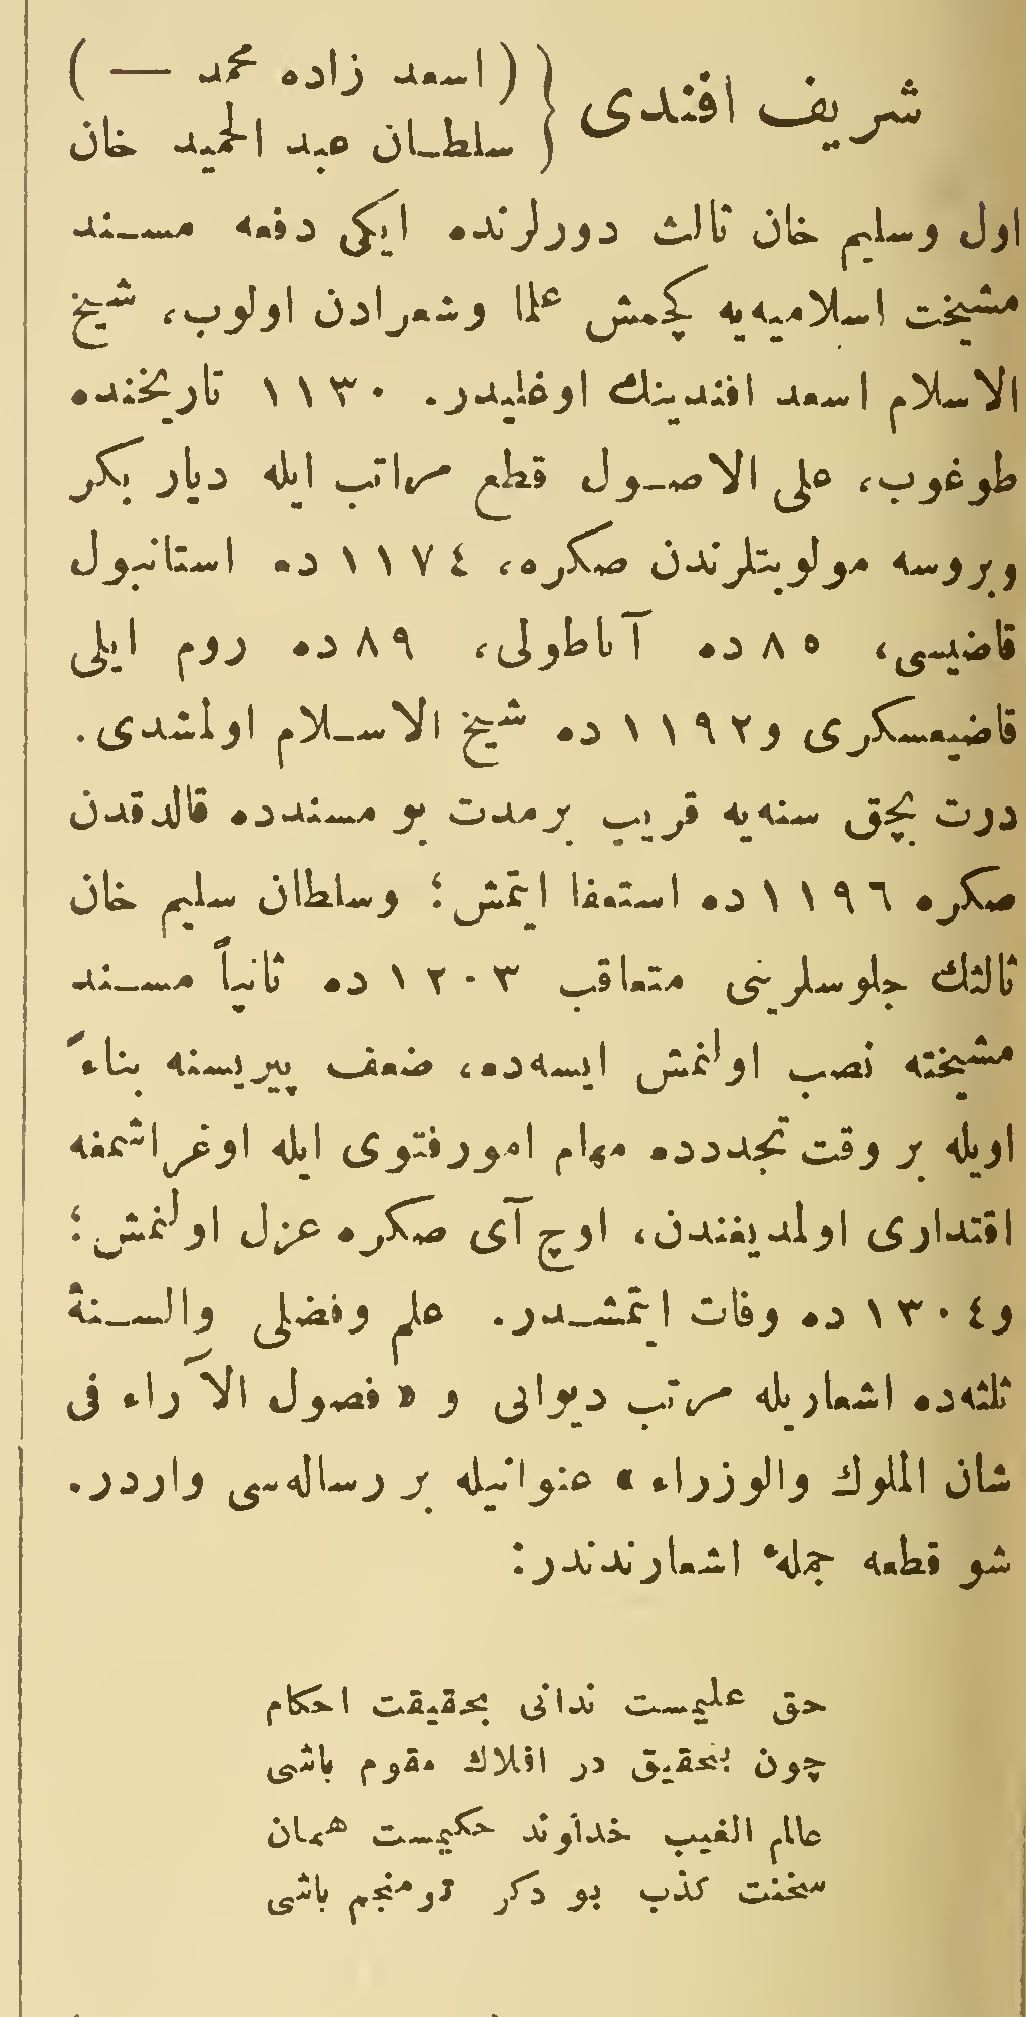 شریف افندی { ( اسعد زاده محمد — )
سلطان عبد الحمید خان
اول وسلیم خان ثالث دورلرنده ایکی دفعه مسند
مشیخت اسلامیه‌یه کچمش علما وشعرادن اولوب، شیخ
الاسلام اسعد افندینك اوغلیدر. ۱۱۳۰ تاریخنده
طوغوب، علی الاصول قطع مراتب ایله دیار بکر
وبروسه مولویتلرندن صکره، ۱۱۷٤ ده استانبول
قاضیسی، ۸٥ ده آناطولی، ۸۹ ده روم ایلی
قاضیعسکری و۱۱۹۲ ده شیخ الاسلام اولمشدی.
درت بچق سنه‌یه قریب برمدت بو مسندده قالدقدن
صکره ۱۱۹٦ ده استعفا ایتمش؛ وسلطان سلیم خان
ثالثك جلوسلرینی متعاقب ۱۲۰۳ ده ثانیاً مسند
مشیخته نصب اولنمش ایسه‌ده، ضعف پیریسنه بناءً
اویله بر وقت تجددده مهام امورفتوی ایله اوغراشمغه
اقتداری اولمدیغندن، اوچ آی صکره عزل اولنمش؛
و۱۳۰٤ ده وفات ایتمشدر. علم وفضلی والسنهٔ
ثلثه‌ده اشعاریله مرتب دیوانی و « فصول الآراء فی
شان الملوك والوزراء » عنوانیله بر رساله‌سی واردر.
شو قطعه جملهٔ اشعارندندر:
حق علیمست ندانی بحقیقت احکام
چون بتحقیق در افلاك مقوم باشی
عالم الغیب خداوند حکیمست همان
سخنت کذب بو دکر تومنجم باشی